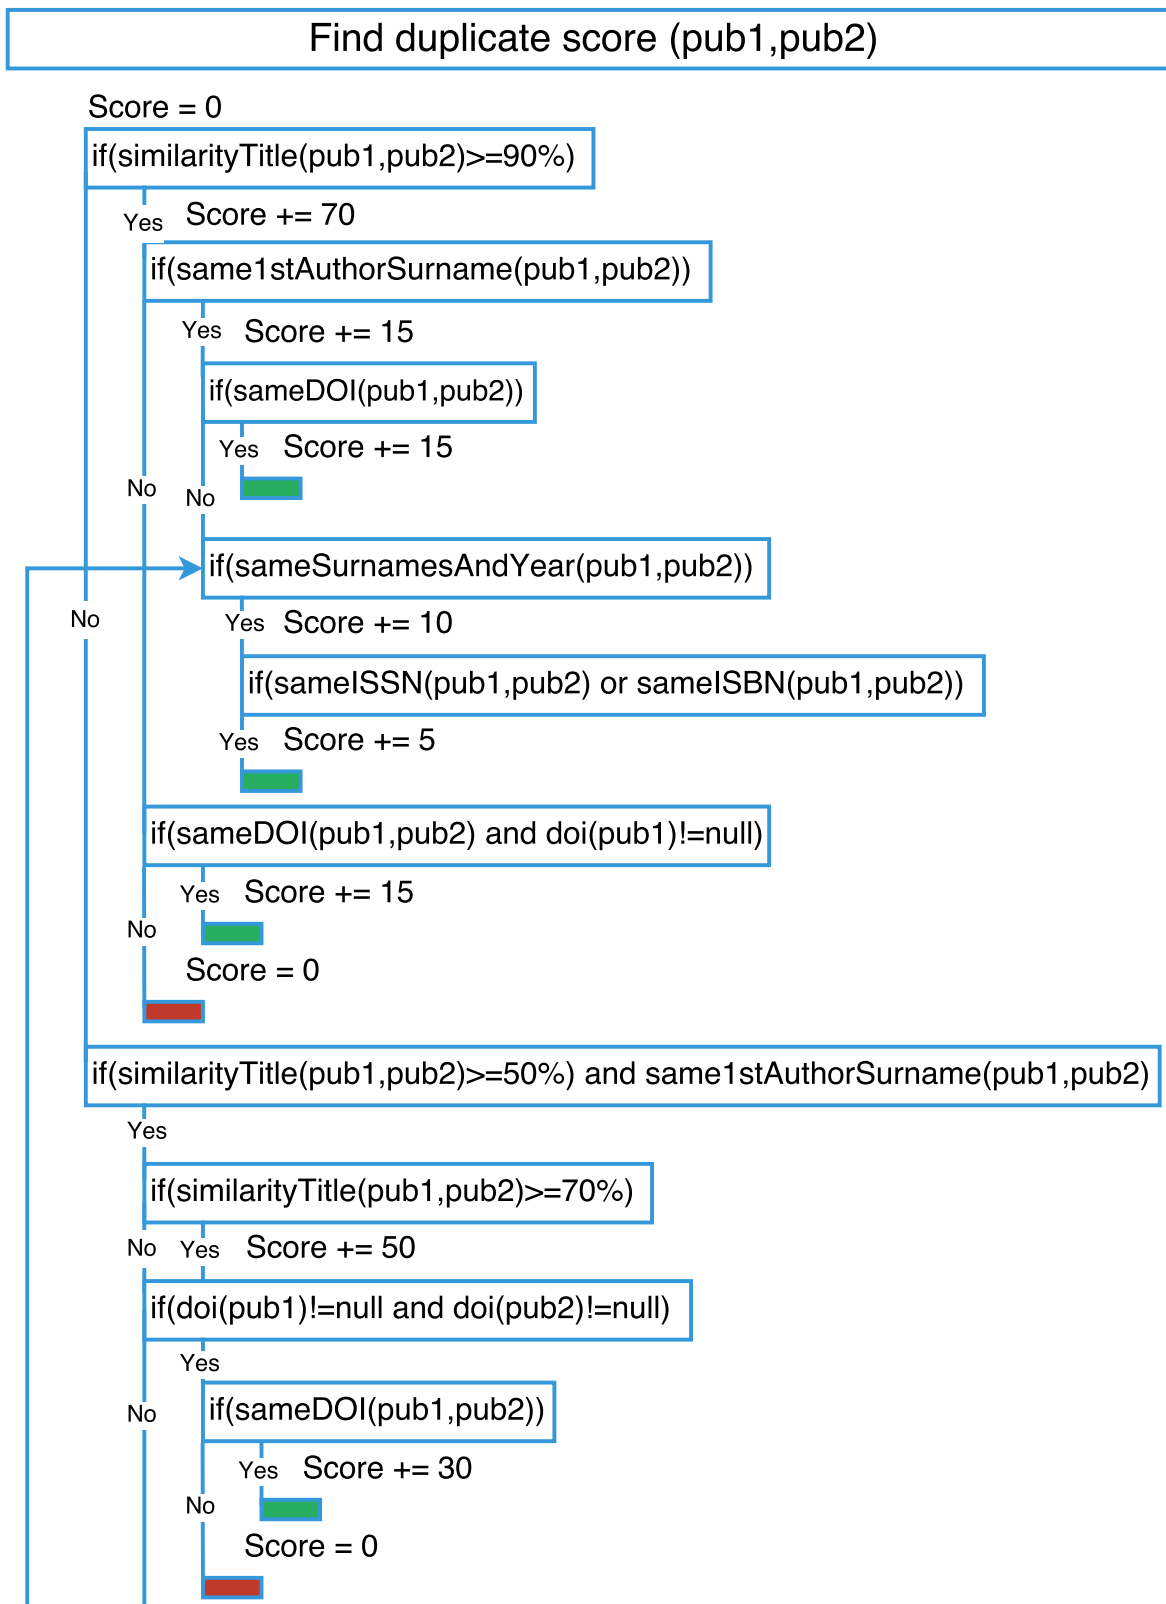 Find duplicate score (pub1,pub2)
Score = 0
if(similarityTitle(pub1,pub2)>=90%)
Yes Score += 70
if(same1stAuthorSurname(pub1,pub2))
Yes Score += 15
if(sameDOI(pub1,pub2))
Yes Score += 15
No No
if(sameSurnamesAndYear(pub1,pub2))
No Yes Score += 10
if(sameISSN(pub1,pub2) or sameISBN(pub1,pub2))
Yes Score += 5
if(sameDOI(pub1,pub2) and doi(pub1)!=null)
Yes Score += 15
No
Score = 0
if(similarityTitle(pub1,pub2)>=50%) and same1stAuthorSurname(pub1,pub2)
Yes
if(similarityTitle(pub1,pub2)>=70%)
No Yes Score += 50
if(doi(pub1)!=null and doi(pub2)!=null)
Yes
No if(sameDOI(pub1,pub2))
Yes Score += 30
No
Score = 0